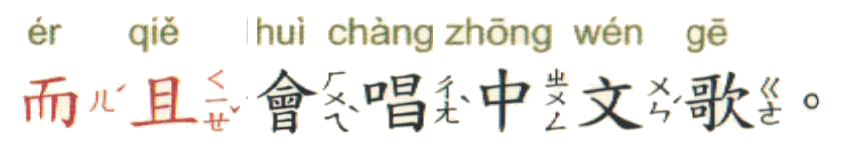 ér qiě huì chàng zhōng wén gē
而ㄦˊ且ㄑㄧㄝˇ會ㄏㄨㄟˋ唱ㄔㄤˋ中ㄓㄨㄥ文ㄨㄣˊ歌ㄍㄜ。